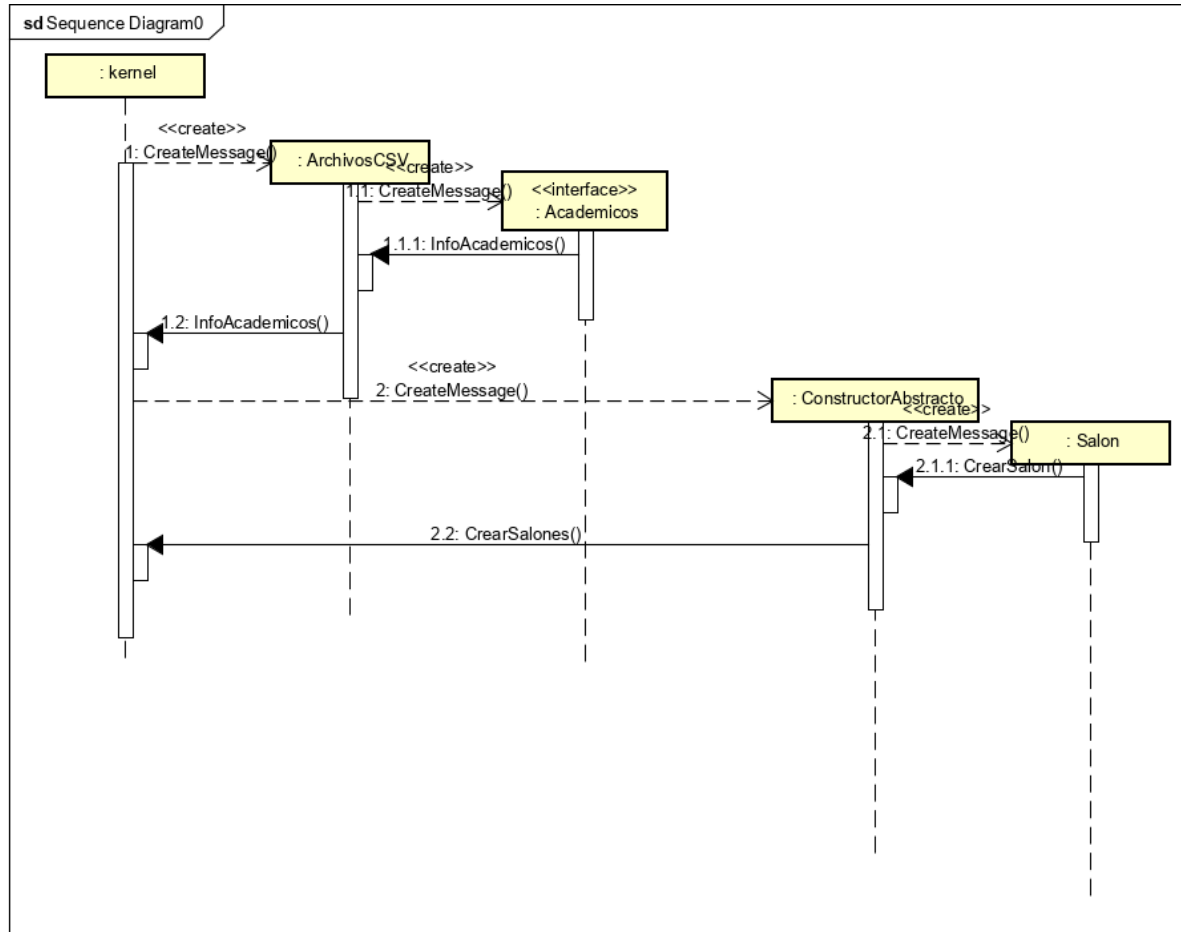 sd Sequence Diagram0
: kernel
<<create>>
1: CreateMessage()
: ArchivosCSV
<<create>>
1.1: CreateMessage()
<<interface>>
: Academicos
1.1.1: InfoAcademicos()
1.2: InfoAcademicos()
<<create>>
2: CreateMessage()
: ConstructorAbstracto
<<create>>
2.1: CreateMessage()
: Salon
2.1.1: CrearSalon()
2.2: CrearSalones()